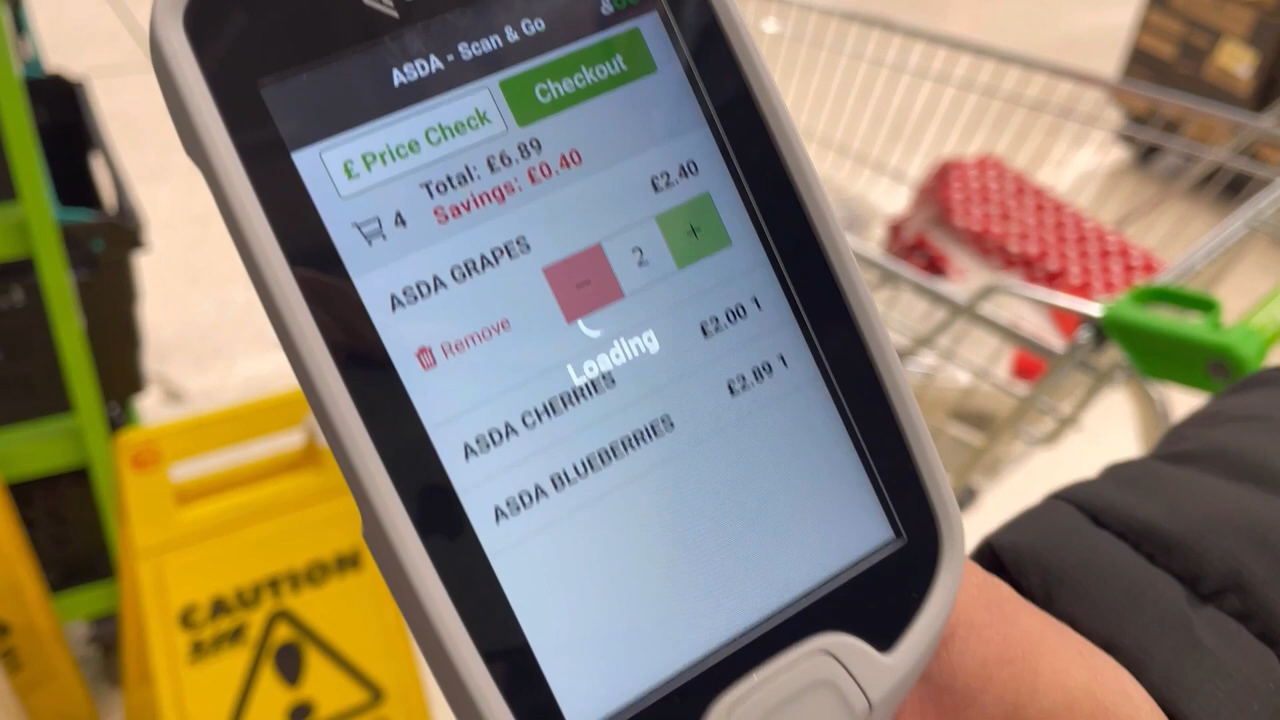 ASDA - Scan & Go
£ Price Check
Checkout
Total: £6.89
Savings: £0.40
4
£2.40
ASDA GRAPES
- 2 +
Remove
Loading
ASDA CHERRIES £2.00 1
ASDA BLUEBERRIES £2.89 1
CAUTION